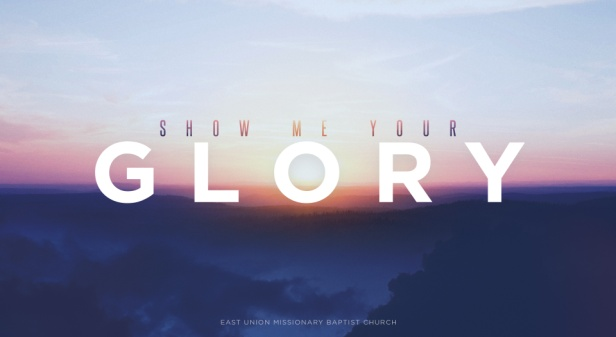 SHOW ME YOUR
GLORY
EAST UNION MISSIONARY BAPTIST CHURCH